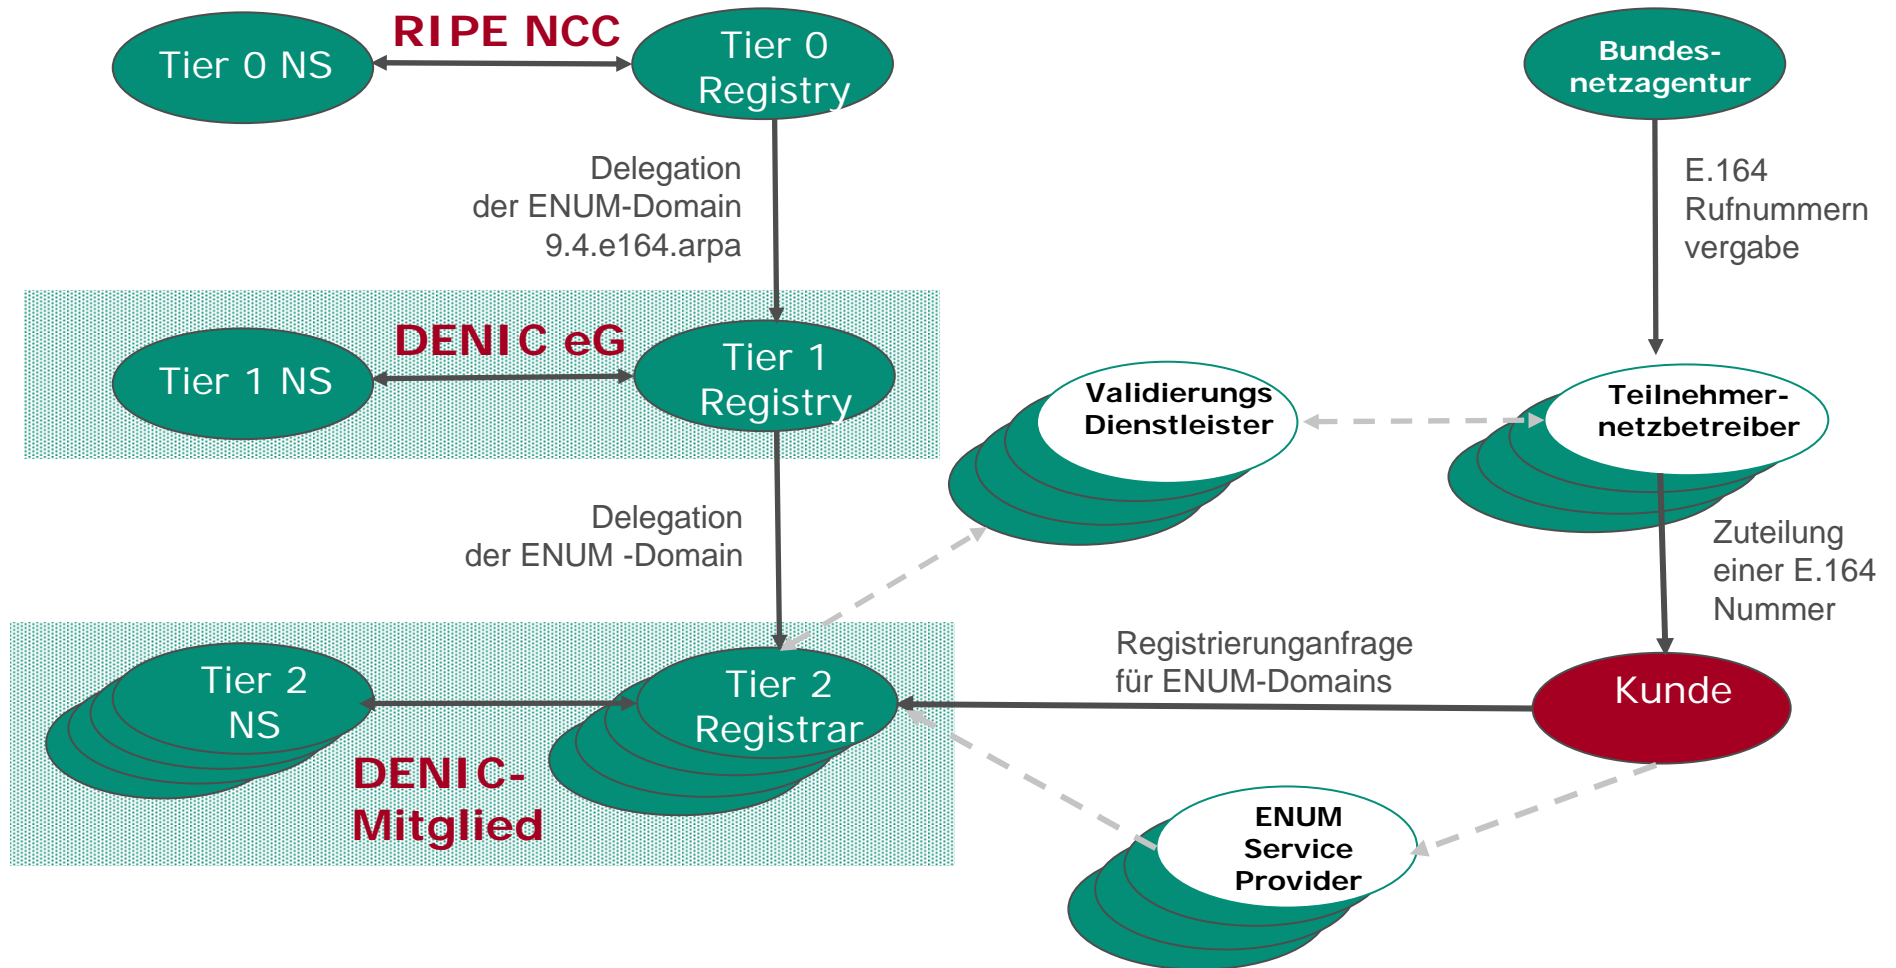 Tier 0 NS
RIPE NCC
Tier 0
Registry
Bundes-
netzagentur
Delegation
der ENUM-Domain
9.4.e164.arpa
E.164
Rufnummern
vergabe
Tier 1 NS
DENIC eG
Tier 1
Registry
Validierungs
Dienstleister
Teilnehmer-
netzbetreiber
Delegation
der ENUM -Domain
Zuteilung
einer E.164
Nummer
Tier 2
NS
DENIC-
Mitglied
Tier 2
Registrar
Registrierunganfrage
für ENUM-Domains
Kunde
ENUM
Service
Provider